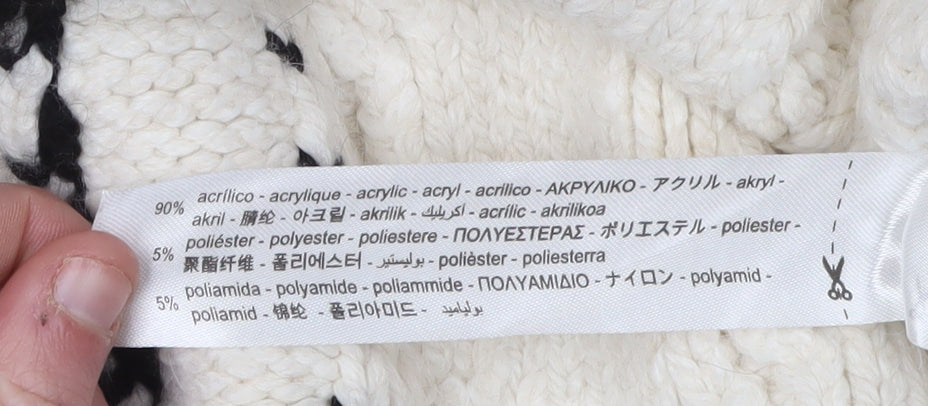 90% acrílico - acrylique - acrylic - acryl - acrilico - ΑΚΡΥΛΙΚΟ - アクリル - akryl -
akril - 腈纶 - 아크릴 - akrilik - أكريليك - acrílic - akrilikoa
5% poliéster - polyester - poliestere - ΠΟΛΥΕΣΤΕΡΑΣ - ポリエステル - poliester -
聚酯纤维 - 폴리에스터 - بوليستير - polièster - poliesterra
5% poliamida - polyamide - poliammide - ΠΟΛΥΑΜΙΔΙΟ - ナイロン - polyamid -
poliamid - 锦纶 - 폴리아미드 - بوليامید